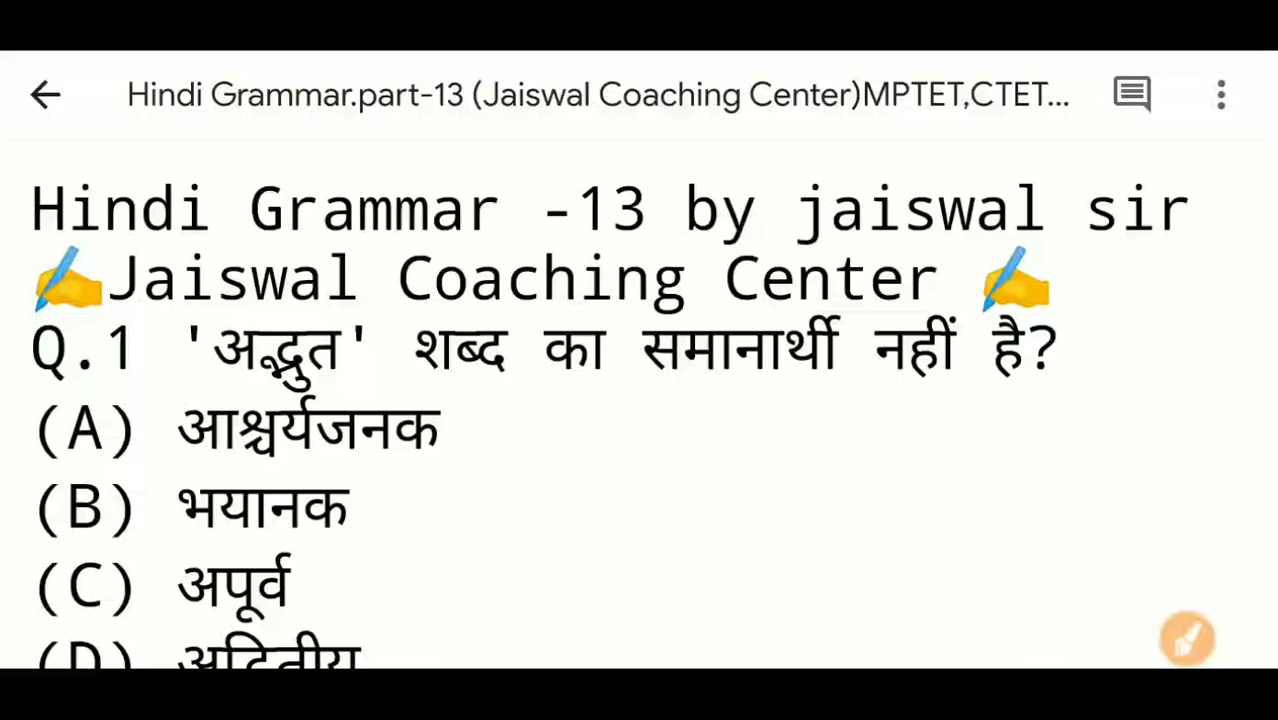 Hindi Grammar.part-13 (Jaiswal Coaching Center)MPTET,CTET...
Hindi Grammar -13 by jaiswal sir
✍Jaiswal Coaching Center ✍
Q.1 'अद्भुत' शब्द का समानार्थी नहीं है?
(A) आश्चर्यजनक
(B) भयानक
(C) अपूर्व
(D) अद्वितीय